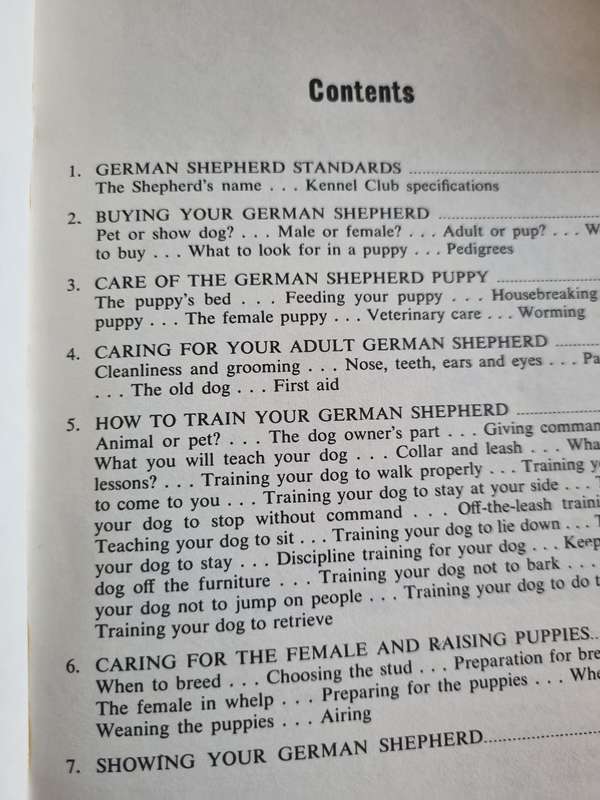 Contents
1. GERMAN SHEPHERD STANDARDS
The Shepherd's name . . . Kennel Club specifications
2. BUYING YOUR GERMAN SHEPHERD
Pet or show dog? . . . Male or female? . . . Adult or pup? . . .
to buy . . . What to look for in a puppy . . . Pedigrees
3. CARE OF THE GERMAN SHEPHERD PUPPY
The puppy's bed . . . Feeding your puppy . . . Housebreaking
puppy . . . The female puppy . . . Veterinary care . . . Worming
4. CARING FOR YOUR ADULT GERMAN SHEPHERD
Cleanliness and grooming . . . Nose, teeth, ears and eyes . . .
. . . The old dog . . . First aid
5. HOW TO TRAIN YOUR GERMAN SHEPHERD
Animal or pet? . . . The dog owner's part . . . Giving
What you will teach your dog . . . Collar and leash . . .
lessons? . . . Training your dog to walk properly . . . Training
to come to you . . . Training your dog to stay at your side . . .
your dog to stop without command . . . Off-the-leash
Teaching your dog to sit . . . Training your dog to lie down . . .
your dog to stay . . . Discipline training for your dog . . .
dog off the furniture . . . Training your dog not to bark . . .
your dog not to jump on people . . . Training your dog to do
Training your dog to retrieve
6. CARING FOR THE FEMALE AND RAISING PUPPIES
When to breed . . . Choosing the stud . . . Preparation for
The female in whelp . . . Preparing for the puppies . . .
Weaning the puppies . . . Airing
7. SHOWING YOUR GERMAN SHEPHERD